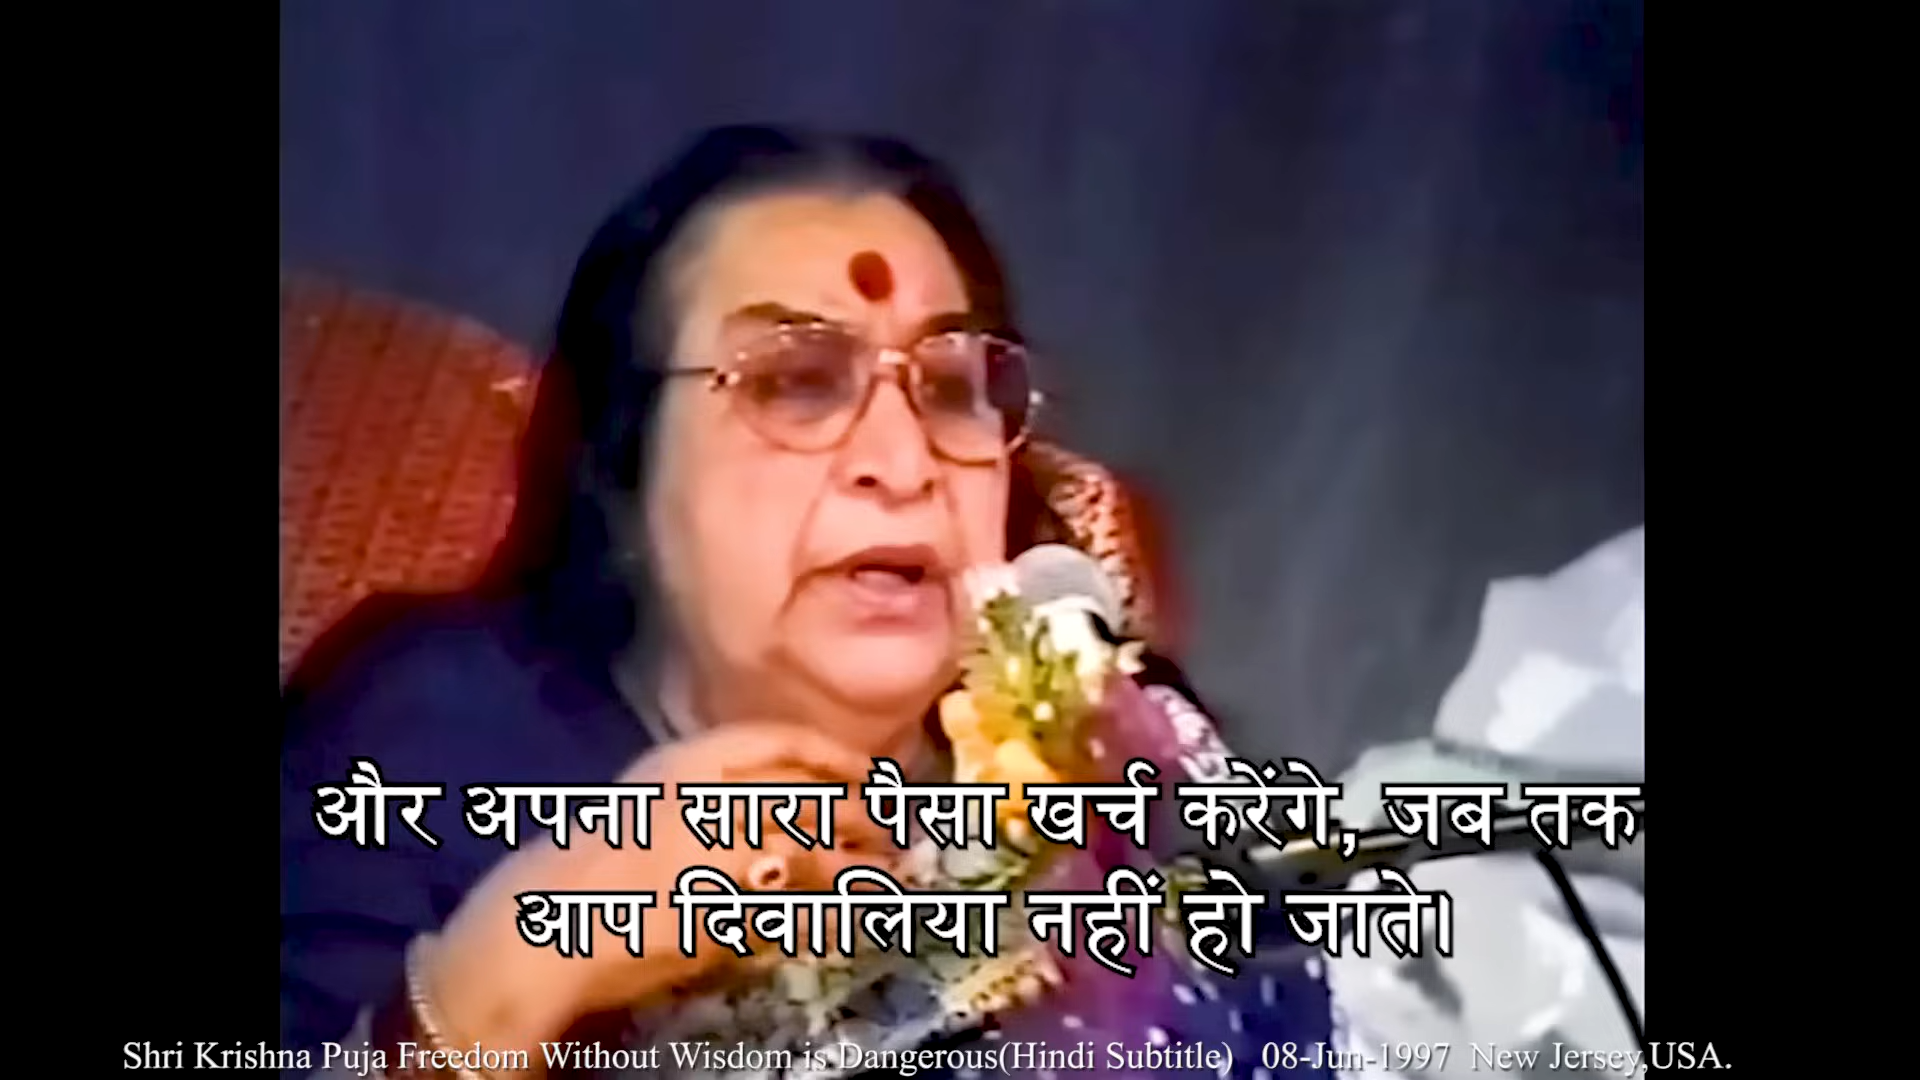 और अपना सारा पैसा खर्च करेंगे, जब तक
आप दिवालिया नहीं हो जाते।
Shri Krishna Puja Freedom Without Wisdom is Dangerous(Hindi Subtitle) 08-Jun-1997 New Jersey,USA.